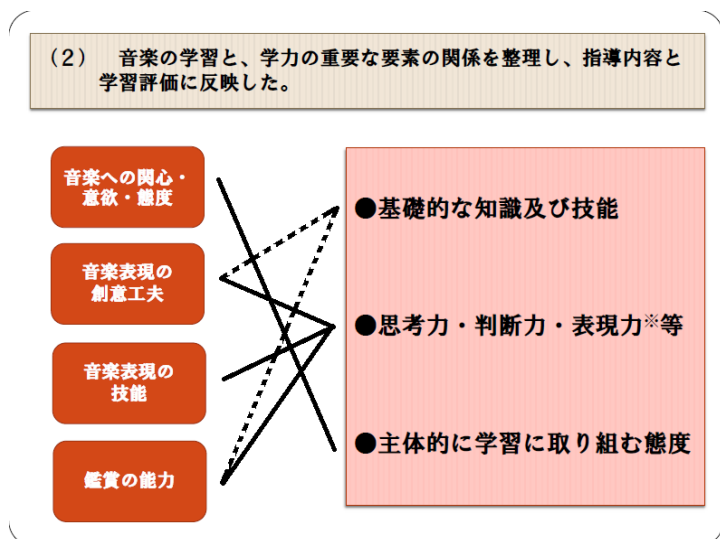 (2) 音楽の学習と、学力の重要な要素の関係を整理し、指導内容と
学習評価に反映した。
音楽への関心・
意欲・態度
音楽表現の
創意工夫
音楽表現の
技能
鑑賞の能力
●基礎的な知識及び技能
●思考力・判断力・表現力※等
●主体的に学習に取り組む態度